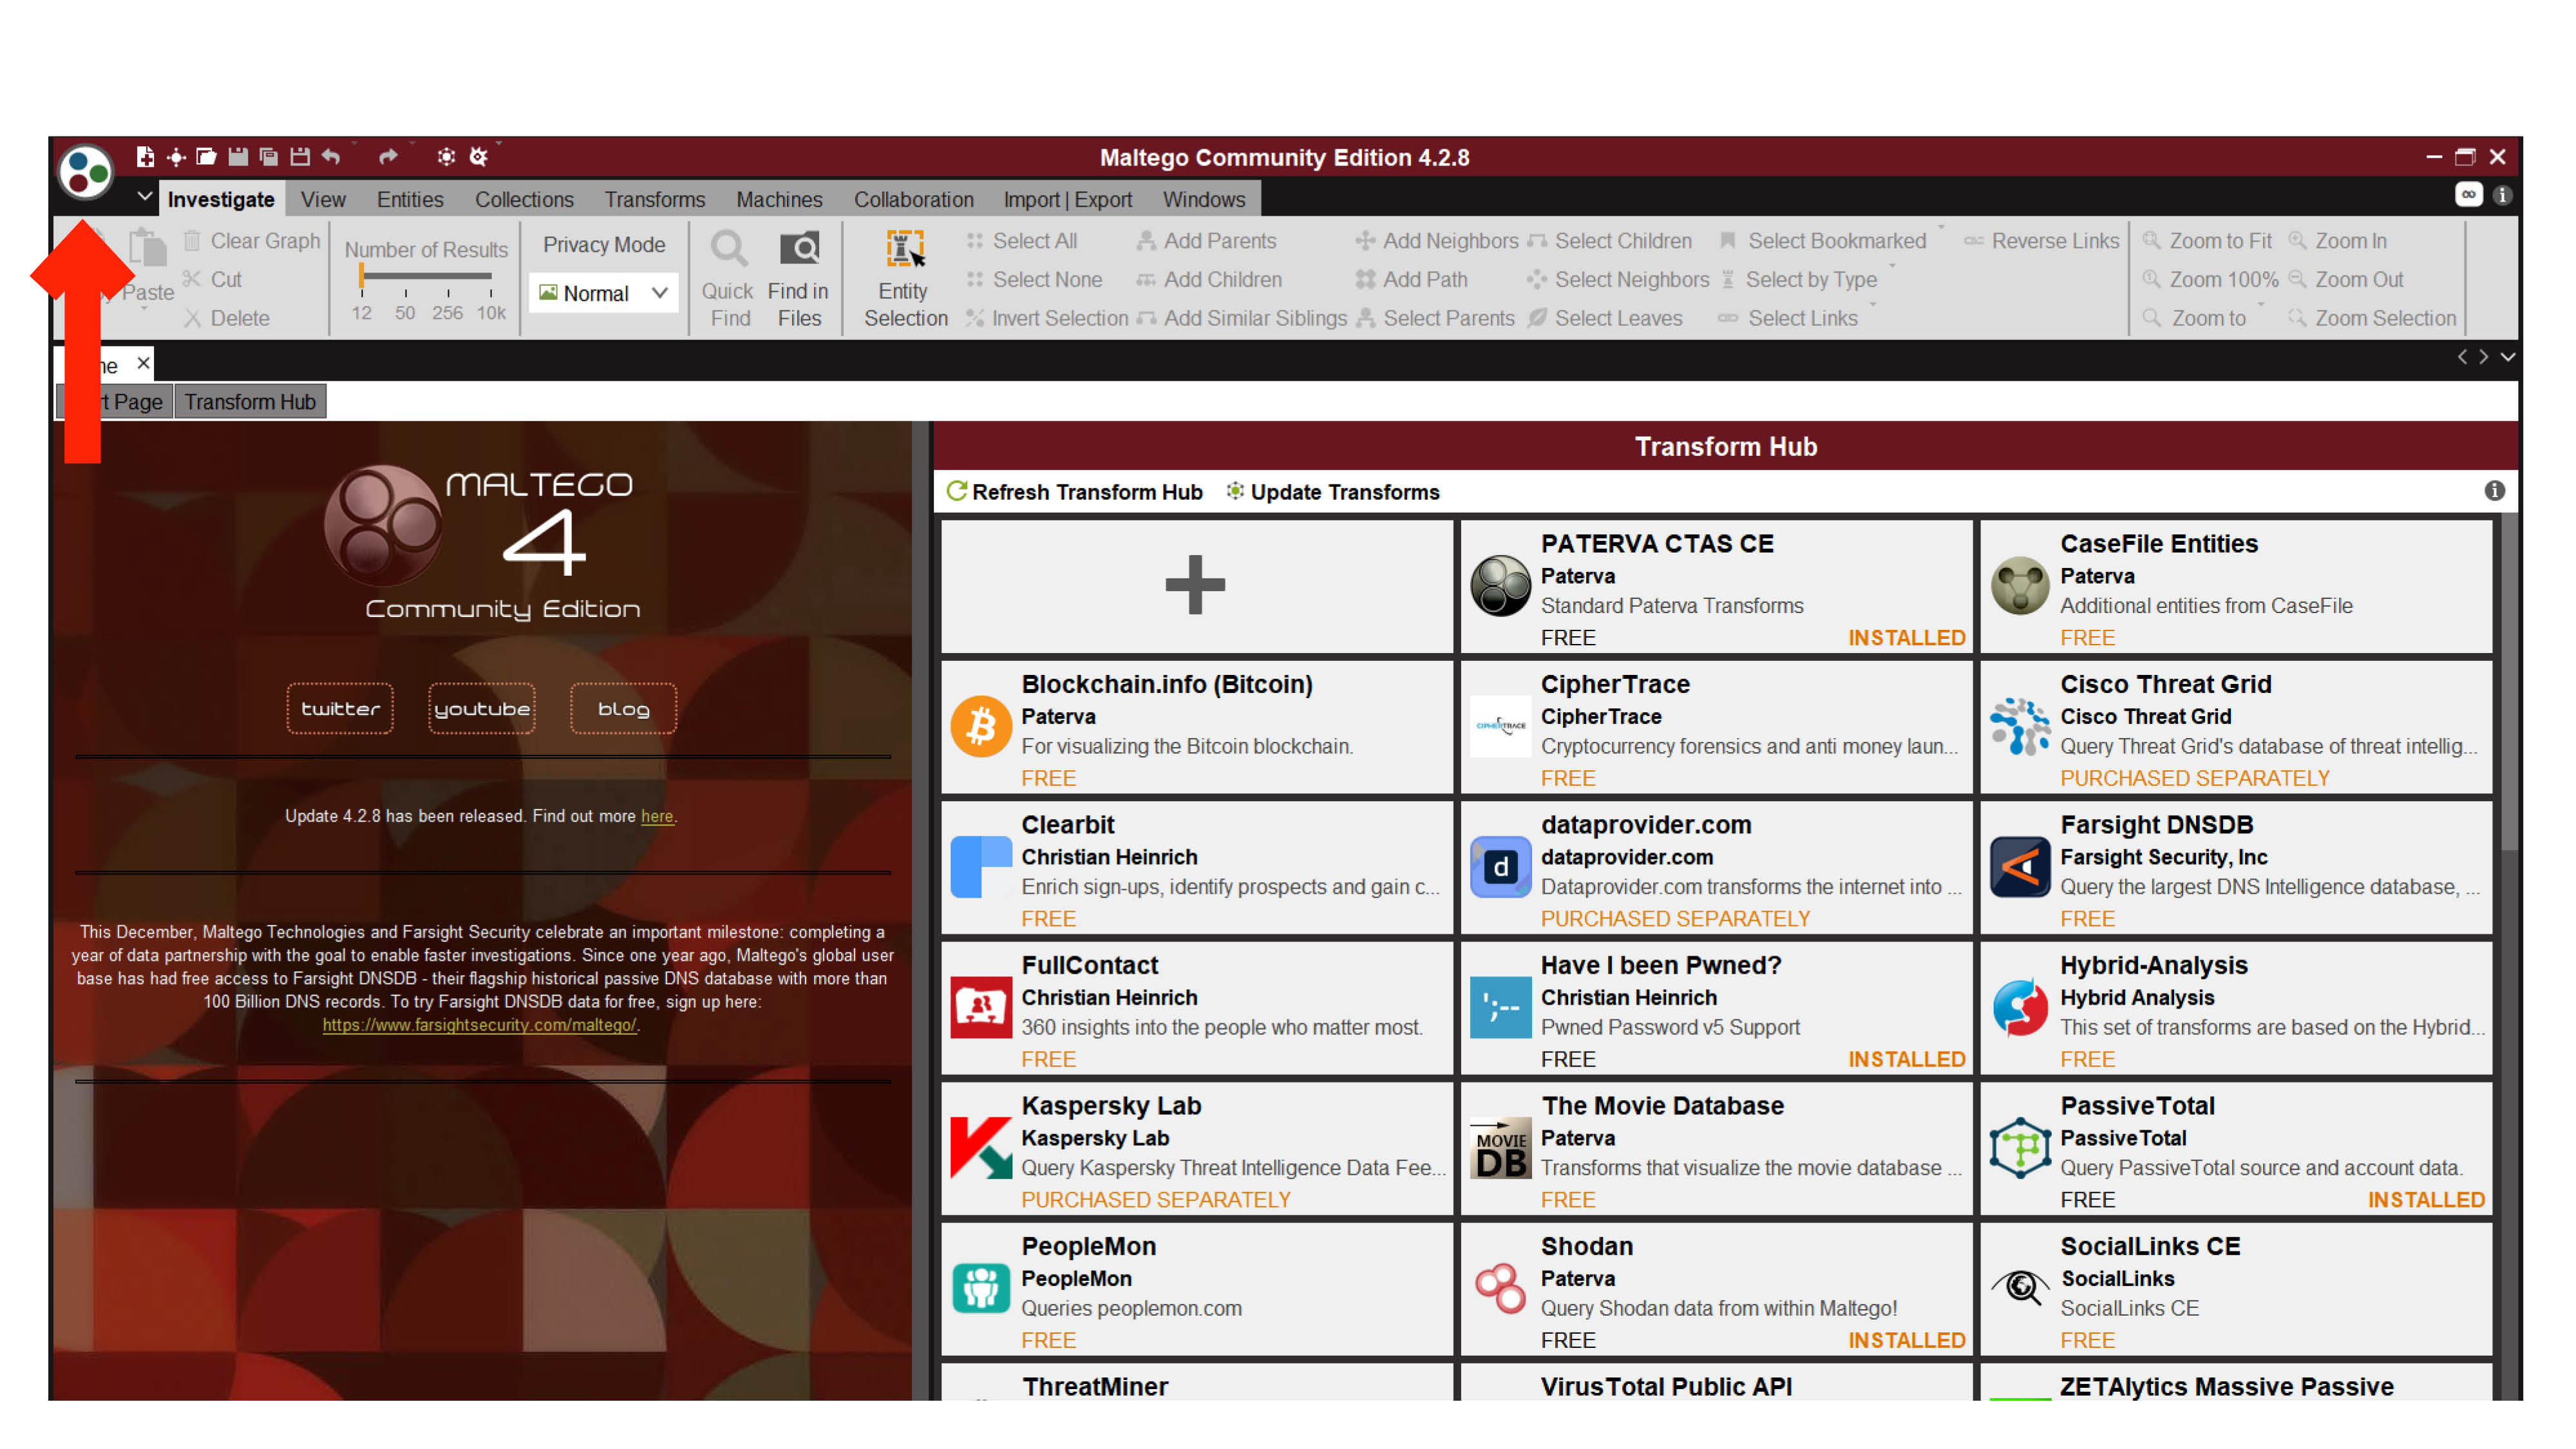 Maltego Community Edition 4.2.8
Investigate View Entities Collections Transforms Machines Collaboration Import | Export Windows
Paste
Clear Graph
Cut
Delete
Number of Results
12 50 256 10k
Privacy Mode
Normal
Quick Find
Find in Files
Entity Selection
Select All
Select None
Invert Selection
Add Parents
Add Children
Add Similar Siblings
Add Neighbors
Add Path
Select Parents
Select Children
Select Neighbors
Select Leaves
Select Bookmarked
Select by Type
Select Links
Reverse Links
Zoom to Fit
Zoom 100%
Zoom to
Zoom In
Zoom Out
Zoom Selection
Page Transform Hub
MALTEGO
4
Community Edition
twitter youtube blog
Update 4.2.8 has been released. Find out more here.
This December, Maltego Technologies and Farsight Security celebrate an important milestone: completing a
year of data partnership with the goal to enable faster investigations. Since one year ago, Maltego's global user
base has had free access to Farsight DNSDB - their flagship historical passive DNS database with more than
100 Billion DNS records. To try Farsight DNSDB data for free, sign up here:
https://www.farsightsecurity.com/maltego/.
Transform Hub
Refresh Transform Hub Update Transforms
PATERVA CTAS CE
Paterva
Standard Paterva Transforms
FREE INSTALLED
CaseFile Entities
Paterva
Additional entities from CaseFile
FREE
Blockchain.info (Bitcoin)
Paterva
For visualizing the Bitcoin blockchain.
FREE
CIPHERTRACE
CipherTrace
CipherTrace
Cryptocurrency forensics and anti money laun...
FREE
Cisco Threat Grid
Cisco Threat Grid
Query Threat Grid's database of threat intellig...
PURCHASED SEPARATELY
Clearbit
Christian Heinrich
Enrich sign-ups, identify prospects and gain c...
FREE
d
dataprovider.com
dataprovider.com
Dataprovider.com transforms the internet into ...
PURCHASED SEPARATELY
Farsight DNSDB
Farsight Security, Inc
Query the largest DNS Intelligence database, ...
FREE
FullContact
Christian Heinrich
360 insights into the people who matter most.
FREE
';--
Have I been Pwned?
Christian Heinrich
Pwned Password v5 Support
FREE INSTALLED
Hybrid-Analysis
Hybrid Analysis
This set of transforms are based on the Hybrid...
FREE
Kaspersky Lab
Kaspersky Lab
Query Kaspersky Threat Intelligence Data Fee...
PURCHASED SEPARATELY
MOVIE
DB
The Movie Database
Paterva
Transforms that visualize the movie database ...
FREE
PassiveTotal
PassiveTotal
Query PassiveTotal source and account data.
FREE INSTALLED
PeopleMon
PeopleMon
Queries peoplemon.com
FREE
Shodan
Paterva
Query Shodan data from within Maltego!
FREE INSTALLED
SocialLinks CE
SocialLinks
SocialLinks CE
FREE
ThreatMiner
VirusTotal Public API
ZETAlytics Massive Passive